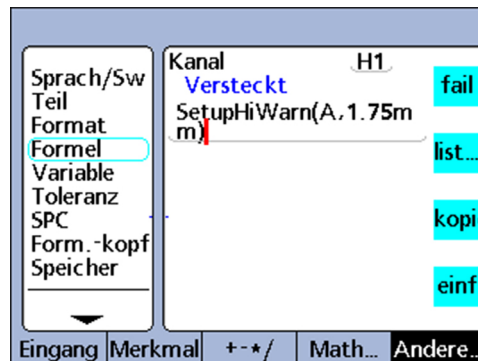 Sprach/Sw
Teil
Format
Formel
Variable
Toleranz
SPC
Form.-kopf
Speicher
Kanal H1
Versteckt
SetupHiWarn(A,1.75m
m)
fail
list...
kopi
einf
Eingang Merkmal +-*/ Math... Andere..